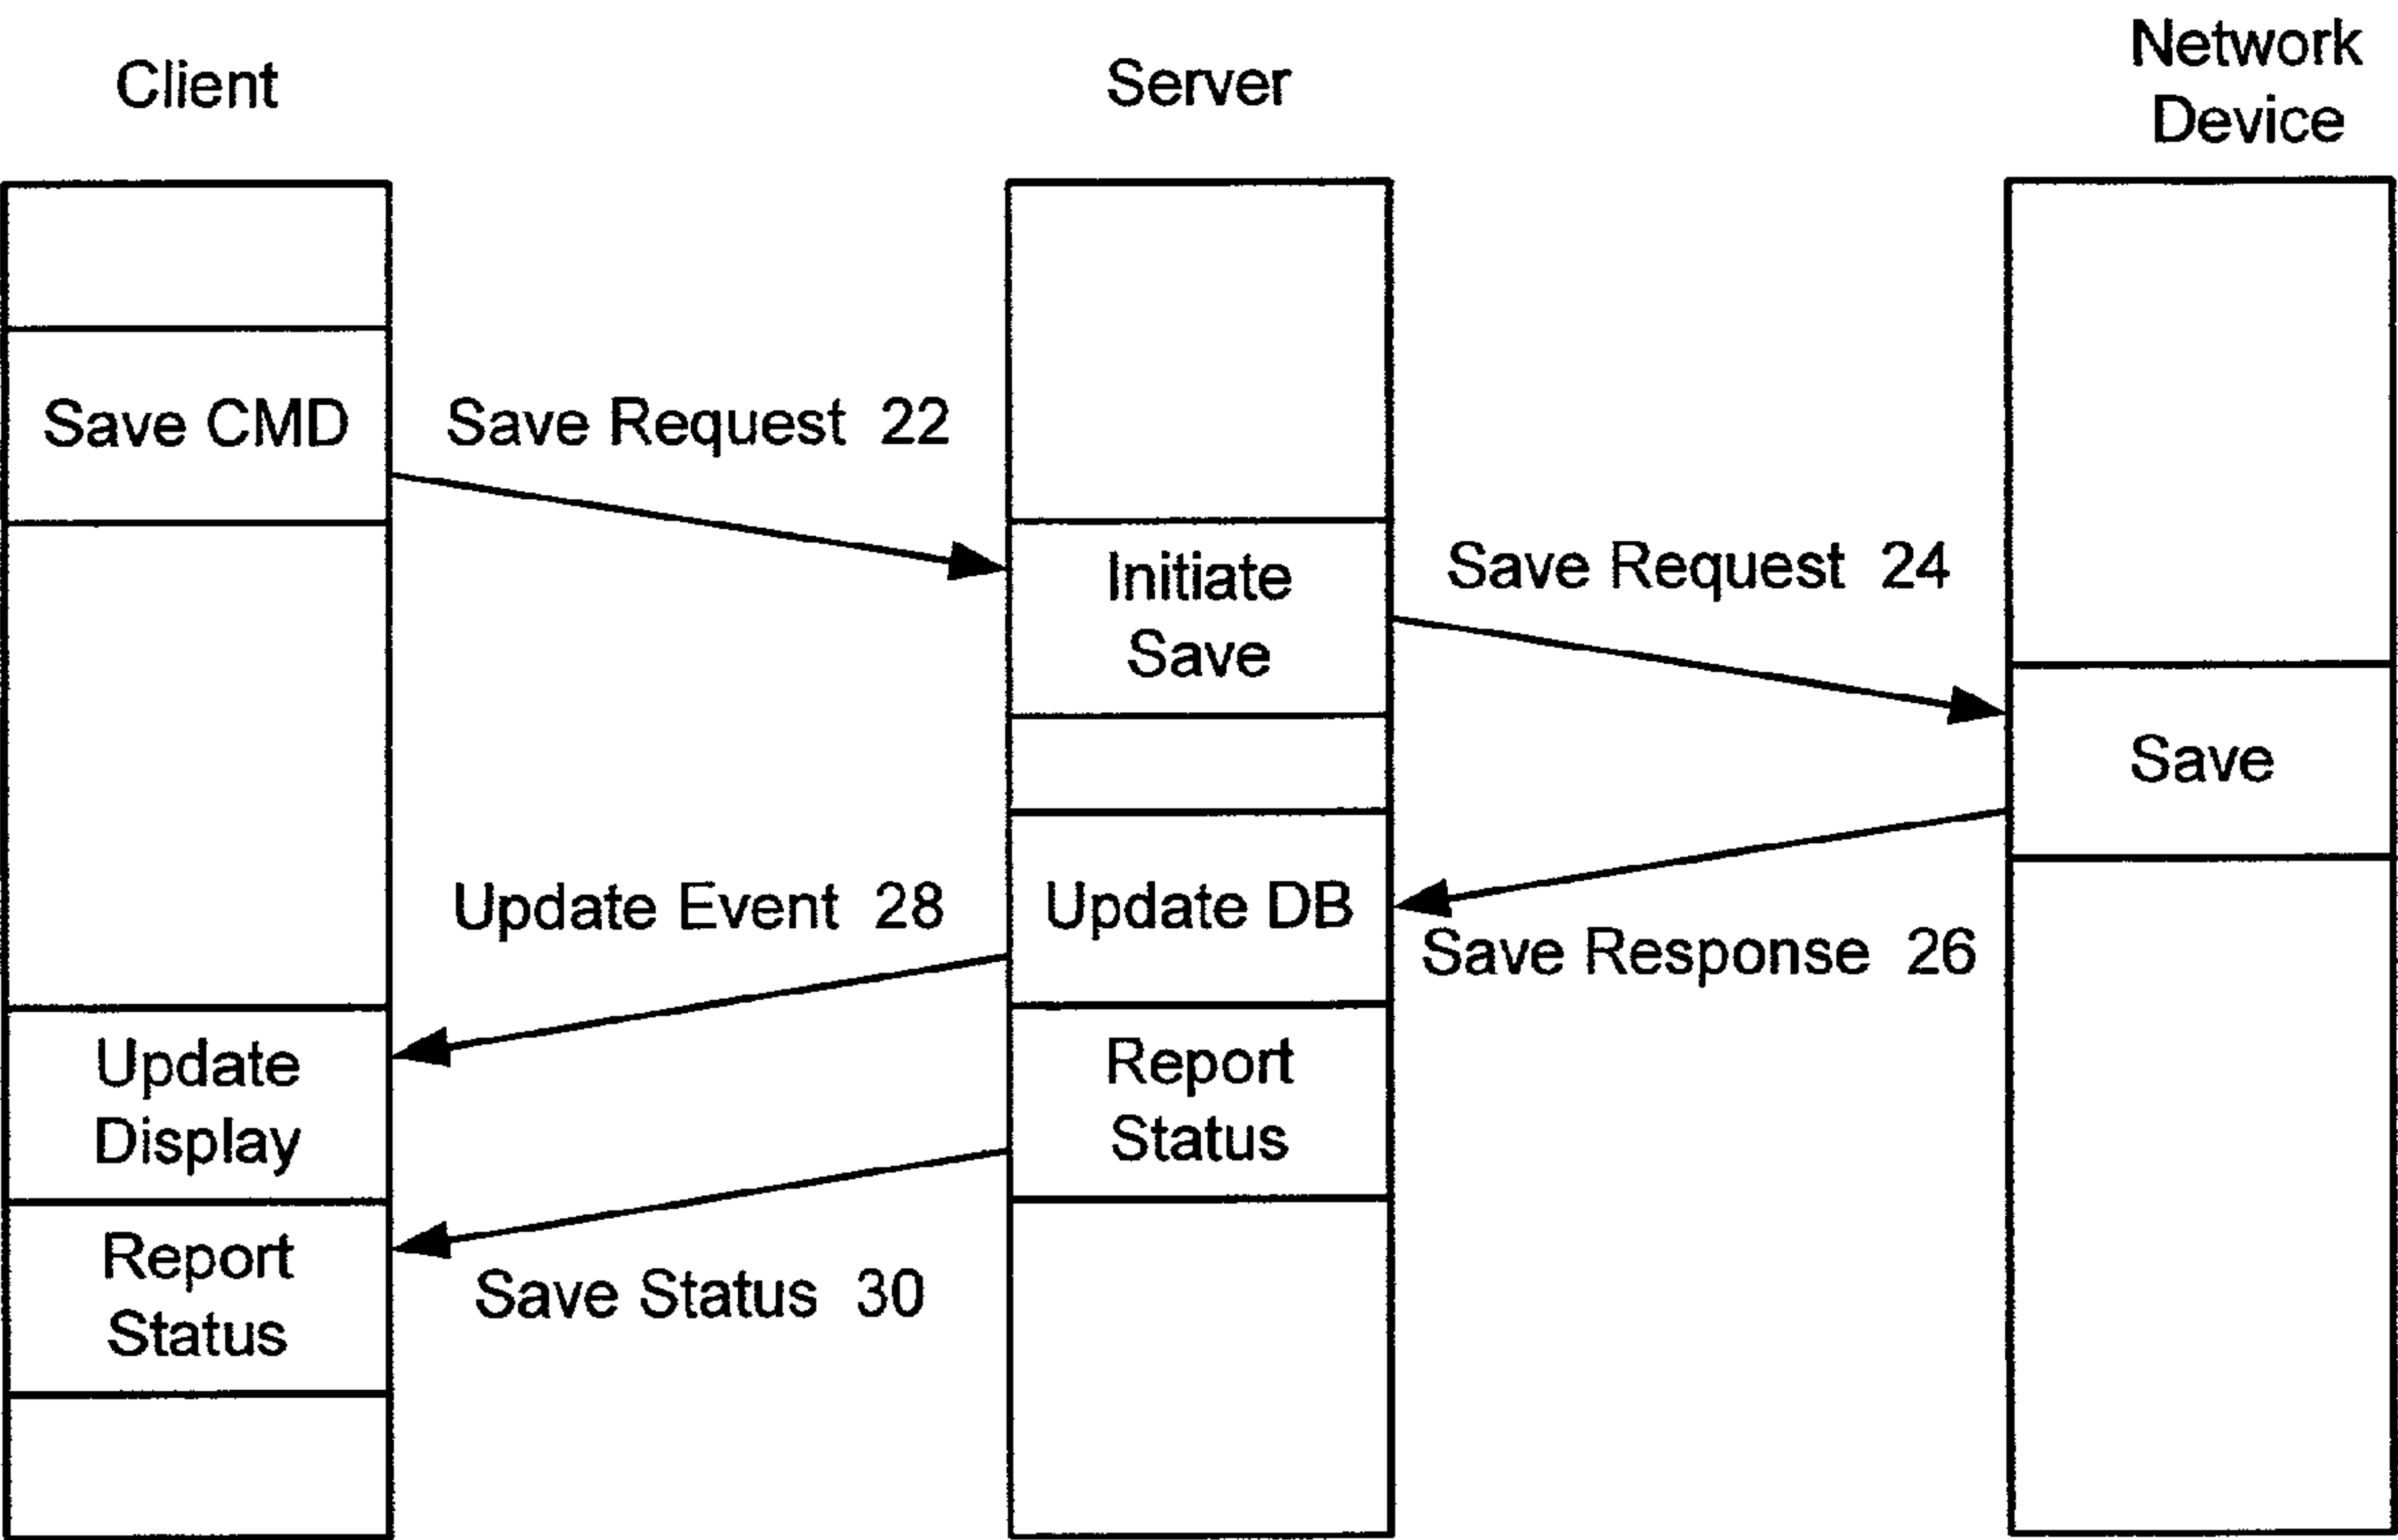 Client
Server
Network
Device
Save CMD
Save Request 22
Initiate
Save
Save Request 24
Save
Update Event 28
Update DB
Save Response 26
Update
Display
Report
Status
Report
Status
Save Status 30